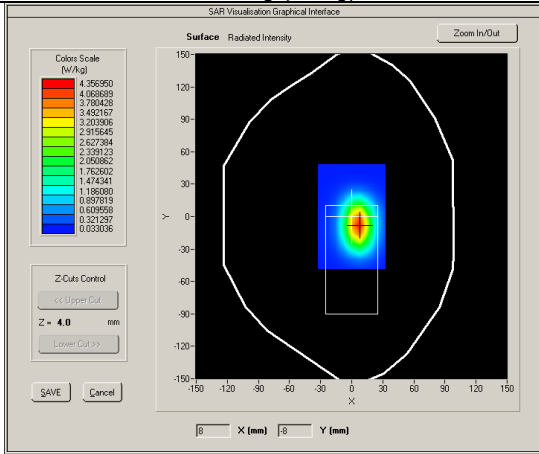 SAR Visualisation Graphical Interface
Surface Radiated Intensity
Zoom In/Out
Colors Scale
(W/kg)
4.356950
4.068689
3.780428
3.492167
3.203906
2.915645
2.627384
2.339123
2.050862
1.762602
1.474341
1.186080
0.897819
0.609558
0.321297
0.033036
Z-Cuts Control
<< Upper Cut
Z = 4.0 mm
Lower Cut >>
SAVE Cancel
150
120
90
60
30
0
-30
-60
-90
-120
-150
Y
-150 -120 -90 -60 -30 0 30 60 90 120 150
X
8 X (mm) -8 Y (mm)